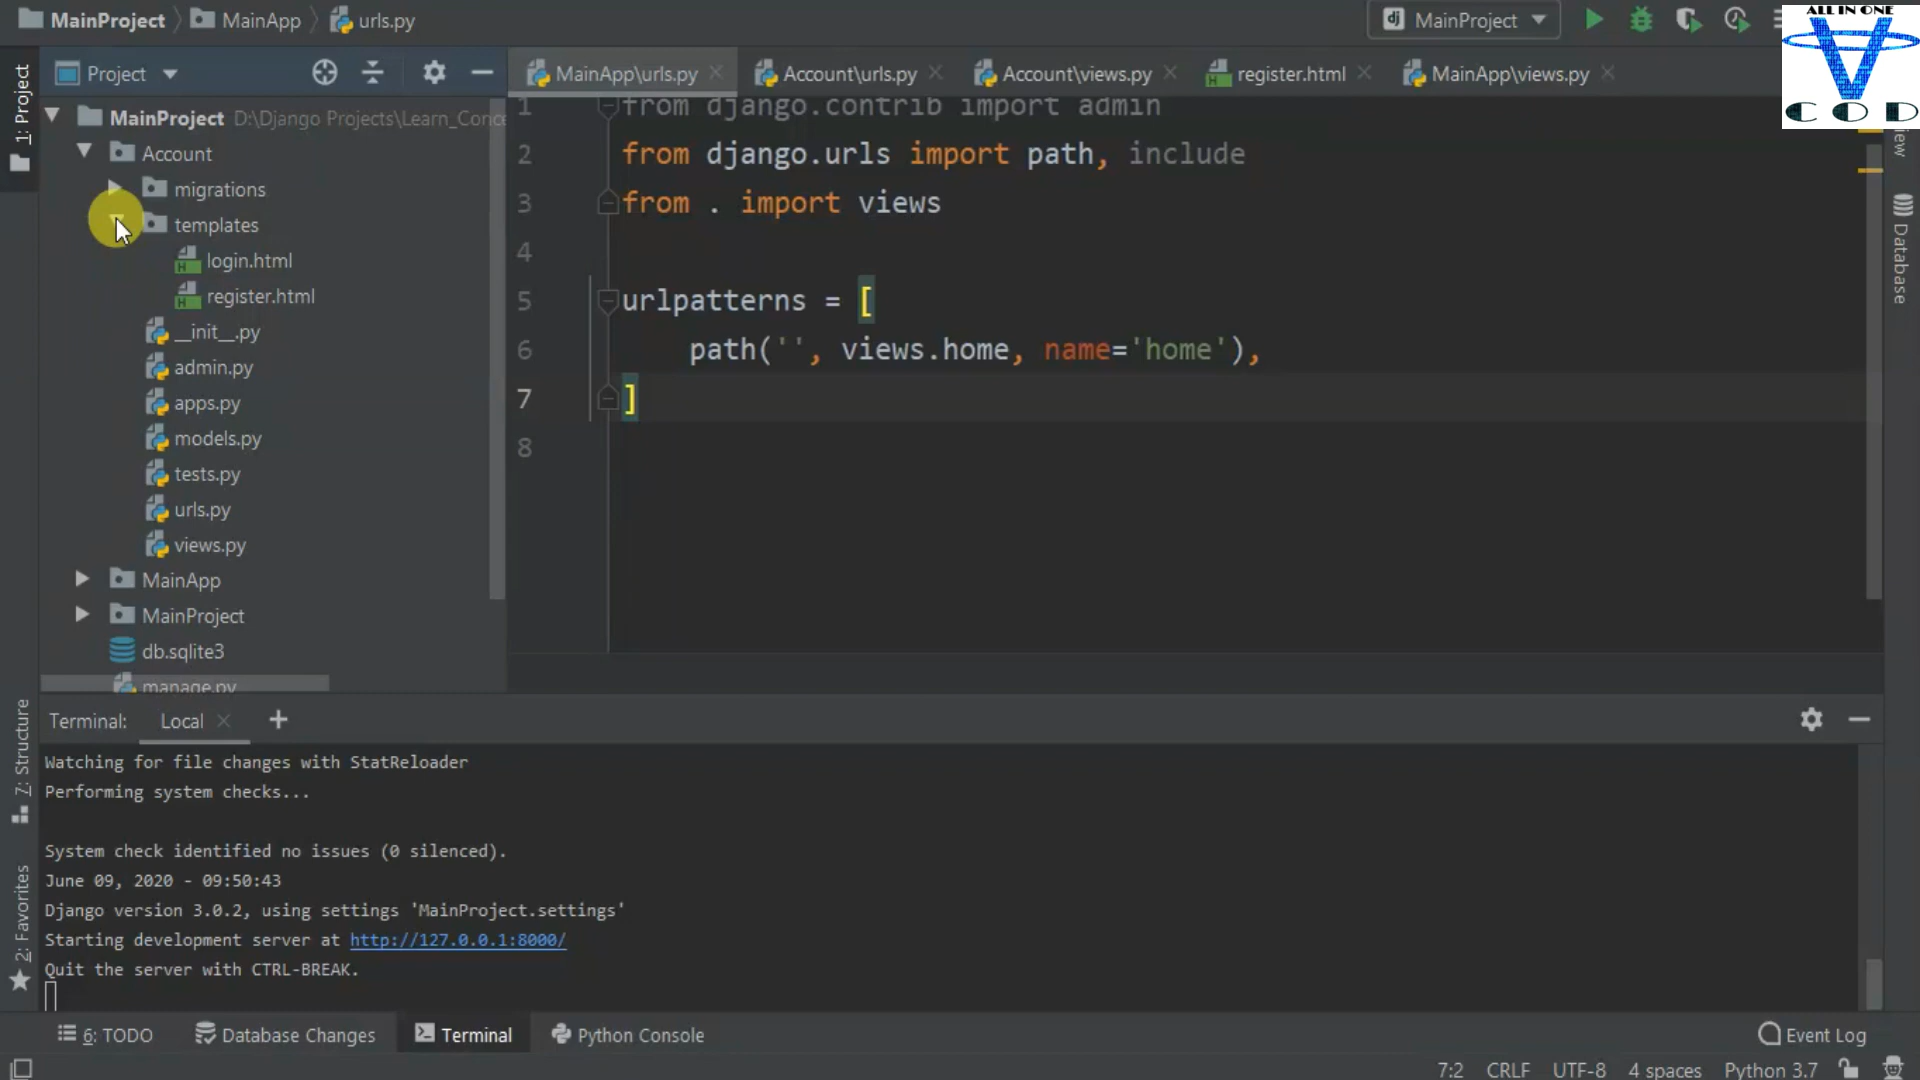 MainProject MainApp urls.py MainProject
ALL IN ONE
V
COD
Project MainApp\urls.py Account\urls.py Account\views.py register.html MainApp\views.py
1: Project
MainProject D:\Django Projects\Learn_Conce
Account
migrations
templates
login.html
register.html
__init__.py
admin.py
apps.py
models.py
tests.py
urls.py
views.py
MainApp
MainProject
db.sqlite3
manage.py
1 from django.contrib import admin
2 from django.urls import path, include
3 from . import views
4
5 urlpatterns = [
6 path('', views.home, name='home'),
7 ]
8
Database
Z: Structure
2: Favorites
Terminal: Local +
Watching for file changes with StatReloader
Performing system checks...
System check identified no issues (0 silenced).
June 09, 2020 - 09:50:43
Django version 3.0.2, using settings 'MainProject.settings'
Starting development server at http://127.0.0.1:8000/
Quit the server with CTRL-BREAK.
6: TODO Database Changes Terminal Python Console Event Log
7:2 CRLF UTF-8 4 spaces Python 3.7